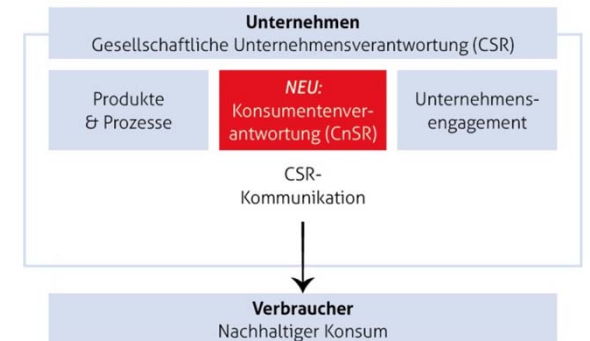 Unternehmen
Gesellschaftliche Unternehmensverantwortung (CSR)
Produkte
& Prozesse
NEU:
Konsumentenver-
antwortung (CnSR)
Unternehmens-
engagement
CSR-
Kommunikation
Verbraucher
Nachhaltiger Konsum